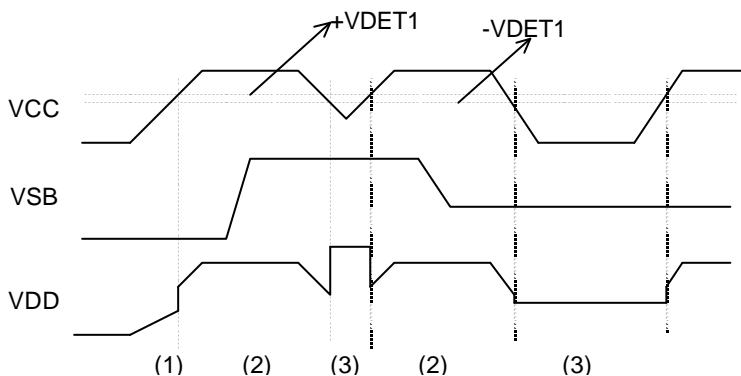 +VDET1
-VDET1
VCC
VSB
VDD
(1) (2) (3) (2) (3)